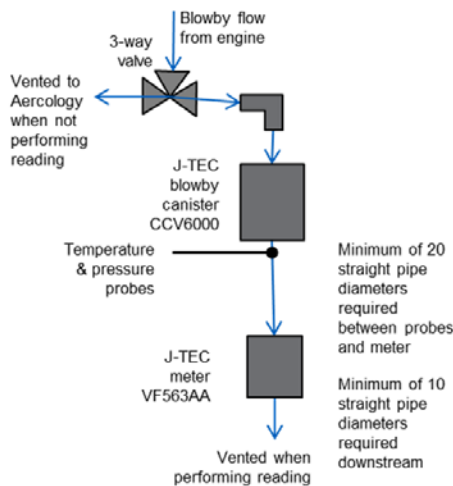 Blowby flow
from engine
3-way
valve
Vented to
Aercology
when not
performing
reading
J-TEC
blowby
canister
CCV6000
Temperature
& pressure
probes
Minimum of 20
straight pipe
diameters
required
between probes
and meter
J-TEC
meter
VF563AA
Minimum of 10
straight pipe
diameters
required
downstream
Vented when
performing reading